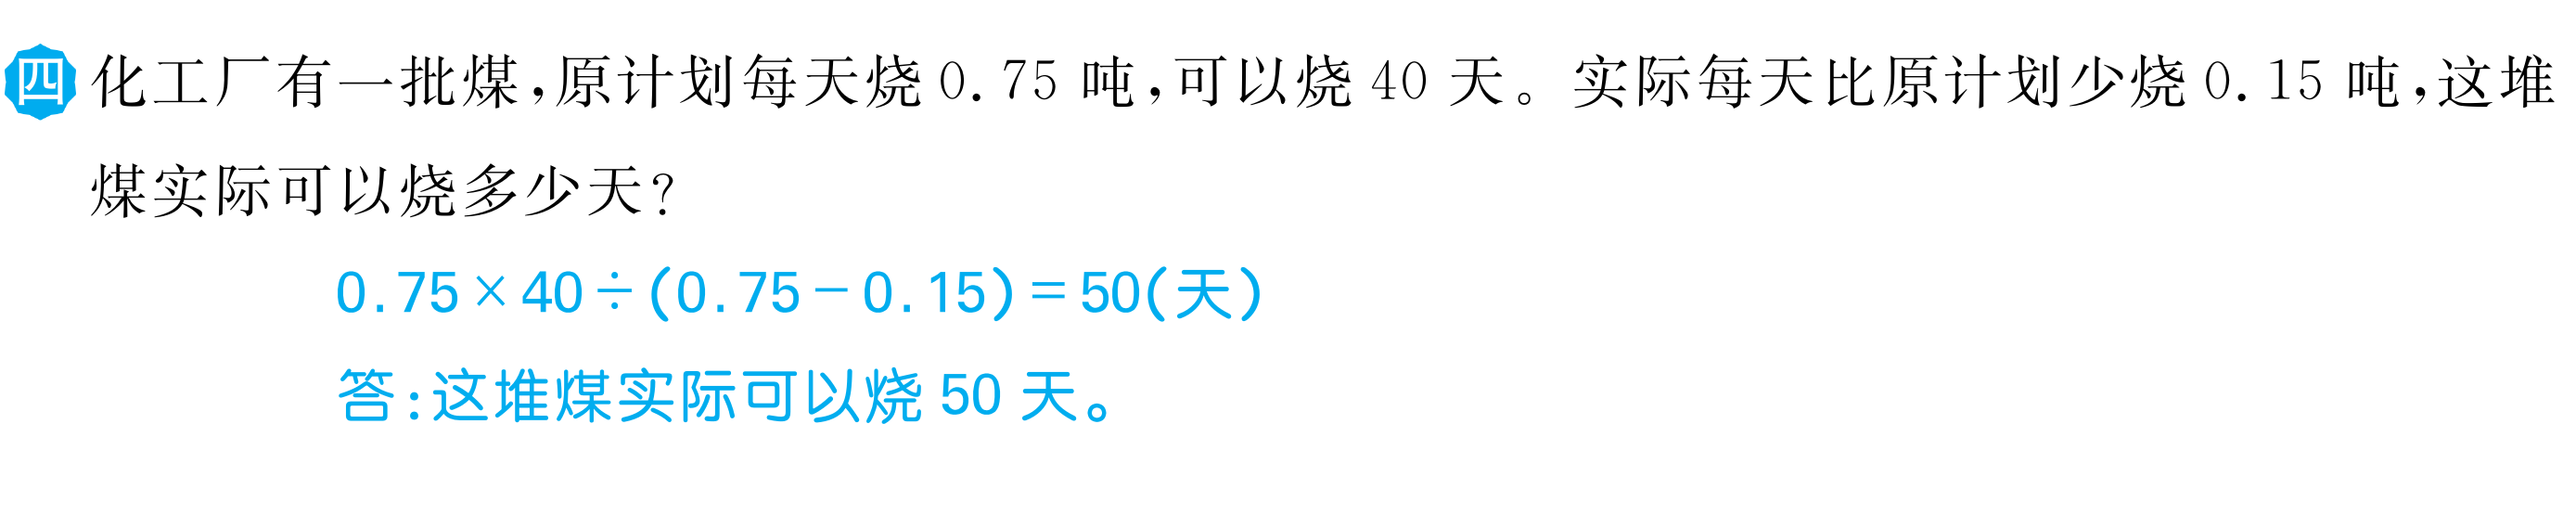 四 化工厂有一批煤,原计划每天烧 0.75 吨,可以烧 40 天。实际每天比原计划少烧 0.15 吨,这堆
煤实际可以烧多少天?
0.75×40÷(0.75-0.15)=50(天)
答:这堆煤实际可以烧 50 天。